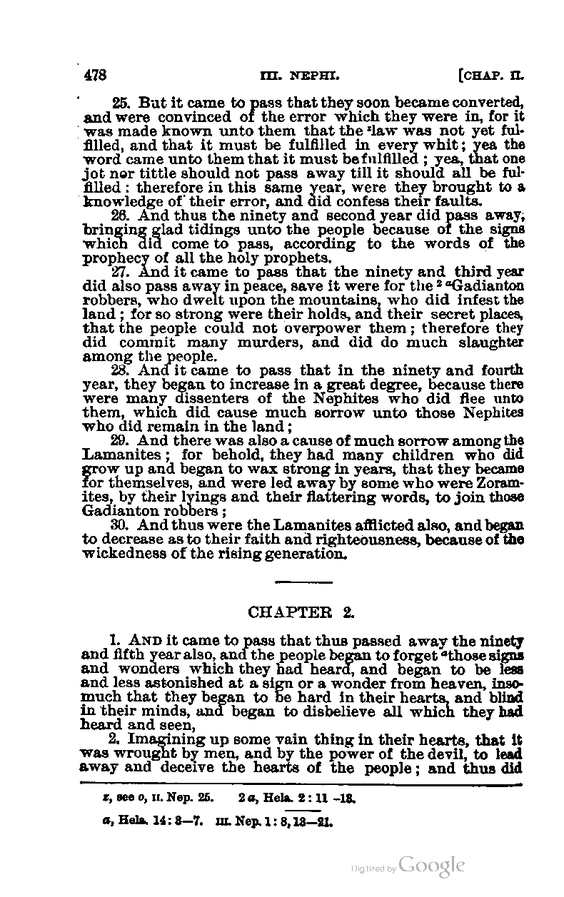 478 III. NEPHI. [CHAP. II.
25. But it came to pass that they soon became converted,
and were convinced of the error which they were in, for it
was made known unto them that the ᶻlaw was not yet ful-
filled, and that it must be fulfilled in every whit; yea the
word came unto them that it must be fulfilled; yea, that one
jot nor tittle should not pass away till it should all be ful-
filled: therefore in this same year, were they brought to a
knowledge of their error, and did confess their faults.
26. And thus the ninety and second year did pass away,
bringing glad tidings unto the people because of the signs
which did come to pass, according to the words of the
prophecy of all the holy prophets.
27. And it came to pass that the ninety and third year
did also pass away in peace, save it were for the ² ᵃGadianton
robbers, who dwelt upon the mountains, who did infest the
land; for so strong were their holds, and their secret places,
that the people could not overpower them; therefore they
did commit many murders, and did do much slaughter
among the people.
28. And it came to pass that in the ninety and fourth
year, they began to increase in a great degree, because there
were many dissenters of the Nephites who did flee unto
them, which did cause much sorrow unto those Nephites
who did remain in the land;
29. And there was also a cause of much sorrow among the
Lamanites; for behold, they had many children who did
grow up and began to wax strong in years, that they became
for themselves, and were led away by some who were Zoram-
ites, by their lyings and their flattering words, to join those
Gadianton robbers;
30. And thus were the Lamanites afflicted also, and began
to decrease as to their faith and righteousness, because of the
wickedness of the rising generation.
CHAPTER 2.
1. AND it came to pass that thus passed away the ninety
and fifth year also, and the people began to forget ᵃthose signs
and wonders which they had heard, and began to be less
and less astonished at a sign or a wonder from heaven, inso-
much that they began to be hard in their hearts, and blind
in their minds, and began to disbelieve all which they had
heard and seen,
2. Imagining up some vain thing in their hearts, that it
was wrought by men, and by the power of the devil, to lead
away and deceive the hearts of the people; and thus did
z, see o, II. Nep. 25. 2 a, Hela. 2: 11-13.
a, Hela. 14: 3—7. III. Nep. 1: 8, 13—21.
Digitized by Google